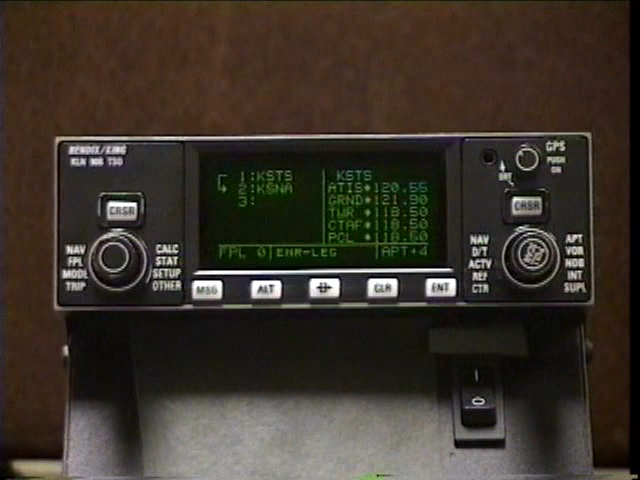 BENDIX/KING
KLN 90B TSO
GPS
PUSH
ON
BRT
CRSR
CRSR
1:KSTS
2:KSNA
3:
KSTS
ATIS*120.55
GRND*121.90
TWR *118.50
CTAF*118.50
PCL *118.50
FPL 0
ENR-LEG
APT+4
NAV
FPL
MODE
TRIP
CALC
STAT
SETUP
OTHER
NAV
D/T
ACTV
REF
CTR
APT
VOR
NDB
INT
SUPL
MSG
ALT
D
CLR
ENT